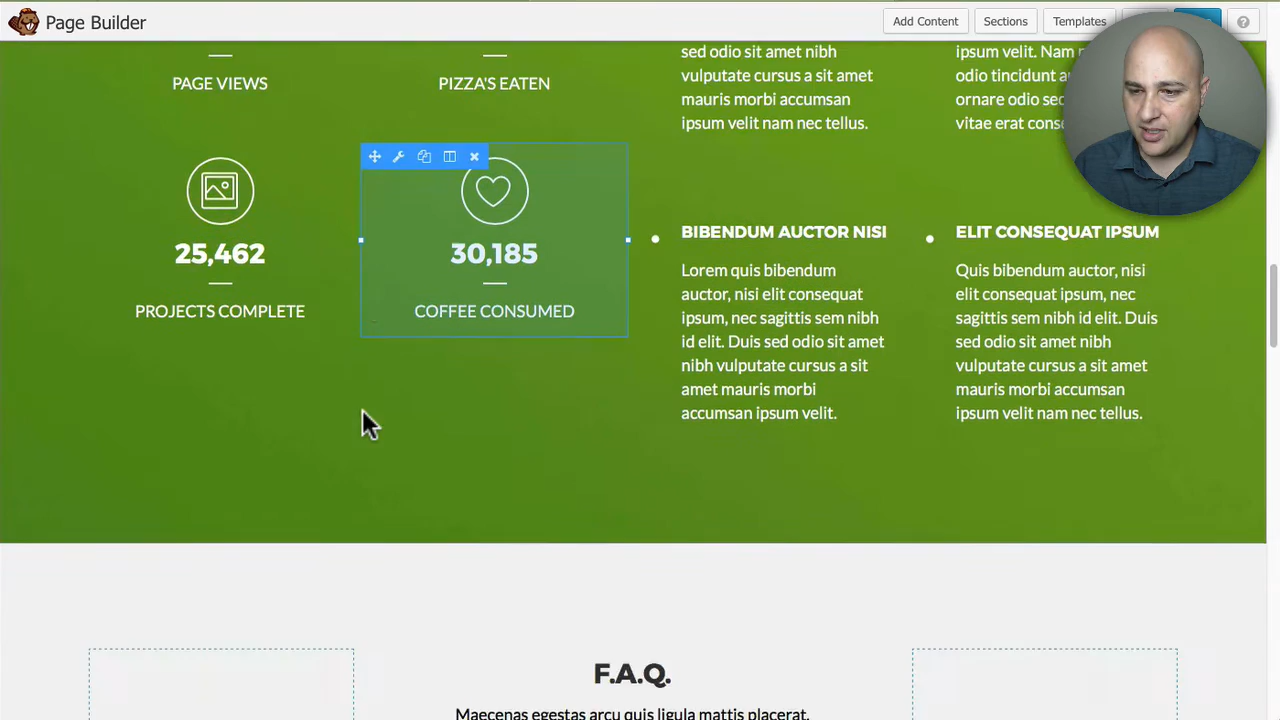 Page Builder
Add Content
Sections
Templates
PAGE VIEWS
PIZZA'S EATEN
sed odio sit amet nibh
vulputate cursus a sit amet
mauris morbi accumsan
ipsum velit nam nec tellus.
ipsum velit. Nam
odio tincidunt
ornare odio
vitae erat
25,462
PROJECTS COMPLETE
30,185
COFFEE CONSUMED
BIBENDUM AUCTOR NISI
Lorem quis bibendum
auctor, nisi elit consequat
ipsum, nec sagittis sem nibh
id elit. Duis sed odio sit amet
nibh vulputate cursus a sit
amet mauris morbi
accumsan ipsum velit.
ELIT CONSEQUAT IPSUM
Quis bibendum auctor, nisi
elit consequat ipsum, nec
sagittis sem nibh id elit. Duis
sed odio sit amet nibh
vulputate cursus a sit amet
mauris morbi accumsan
ipsum velit nam nec tellus.
F.A.Q.
Maecenas egestas arcu quis ligula mattis placerat.